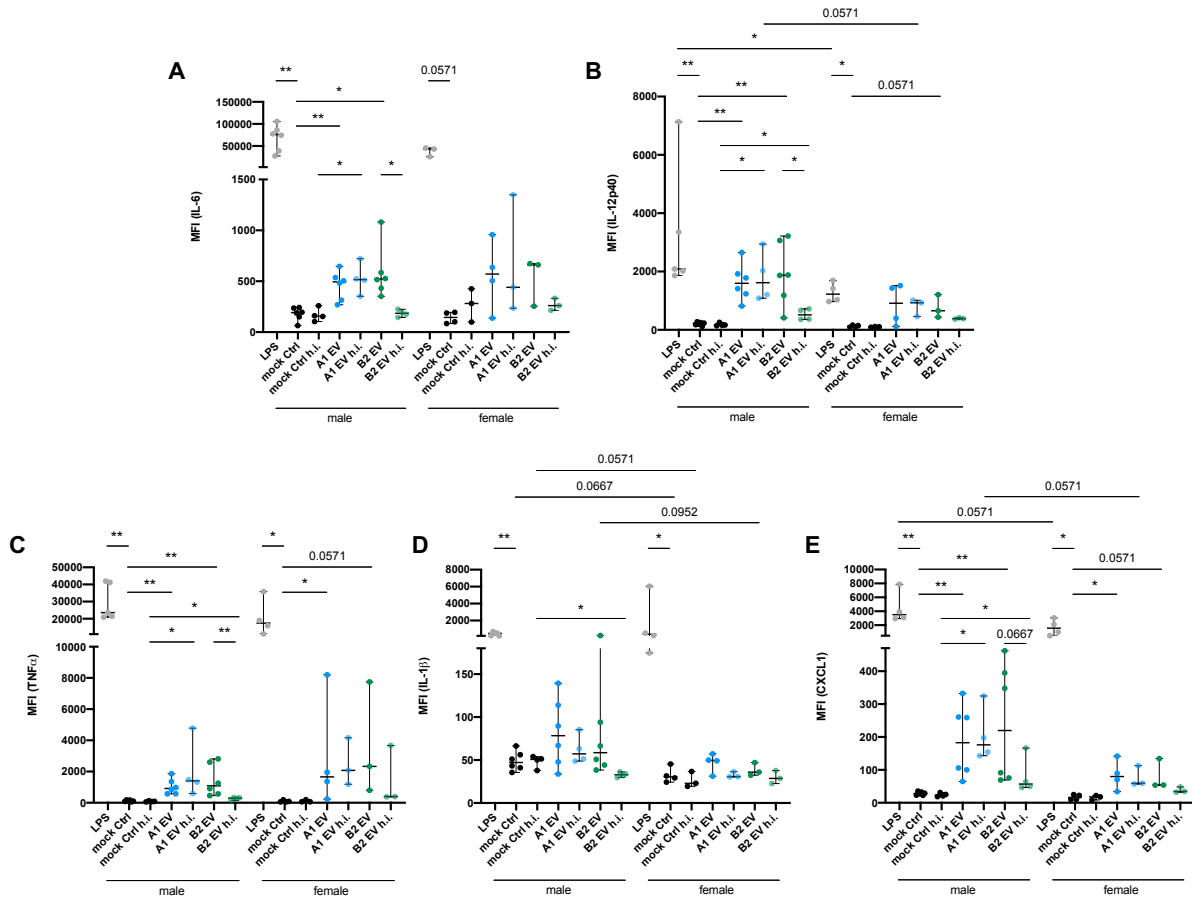 A
**
0.0571
*
**
*
*
150000
100000
50000
1500
1000
500
0
MFI (IL-6)
LPS
mock Ctrl
mock Ctrl h.i.
A1 EV
A1 EV h.i.
B2 EV
B2 EV h.i.
LPS
mock Ctrl
mock Ctrl h.i.
A1 EV
A1 EV h.i.
B2 EV
B2 EV h.i.
male
female
B
0.0571
*
**
*
**
0.0571
**
*
*
*
8000
6000
4000
2000
0
MFI (IL-12p40)
LPS
mock Ctrl
mock Ctrl h.i.
A1 EV
A1 EV h.i.
B2 EV
B2 EV h.i.
LPS
mock Ctrl
mock Ctrl h.i.
A1 EV
A1 EV h.i.
B2 EV
B2 EV h.i.
male
female
C
**
*
**
0.0571
**
*
*
*
**
50000
40000
30000
20000
10000
8000
6000
4000
2000
0
MFI (TNFα)
LPS
mock Ctrl
mock Ctrl h.i.
A1 EV
A1 EV h.i.
B2 EV
B2 EV h.i.
LPS
mock Ctrl
mock Ctrl h.i.
A1 EV
A1 EV h.i.
B2 EV
B2 EV h.i.
male
female
D
0.0571
0.0667
0.0952
**
*
*
8000
6000
4000
2000
150
100
50
0
MFI (IL-1β)
LPS
mock Ctrl
mock Ctrl h.i.
A1 EV
A1 EV h.i.
B2 EV
B2 EV h.i.
LPS
mock Ctrl
mock Ctrl h.i.
A1 EV
A1 EV h.i.
B2 EV
B2 EV h.i.
male
female
E
0.0571
0.0571
**
*
**
0.0571
**
*
*
*
0.0667
10000
8000
6000
4000
2000
400
300
200
100
0
MFI (CXCL1)
LPS
mock Ctrl
mock Ctrl h.i.
A1 EV
A1 EV h.i.
B2 EV
B2 EV h.i.
LPS
mock Ctrl
mock Ctrl h.i.
A1 EV
A1 EV h.i.
B2 EV
B2 EV h.i.
male
female